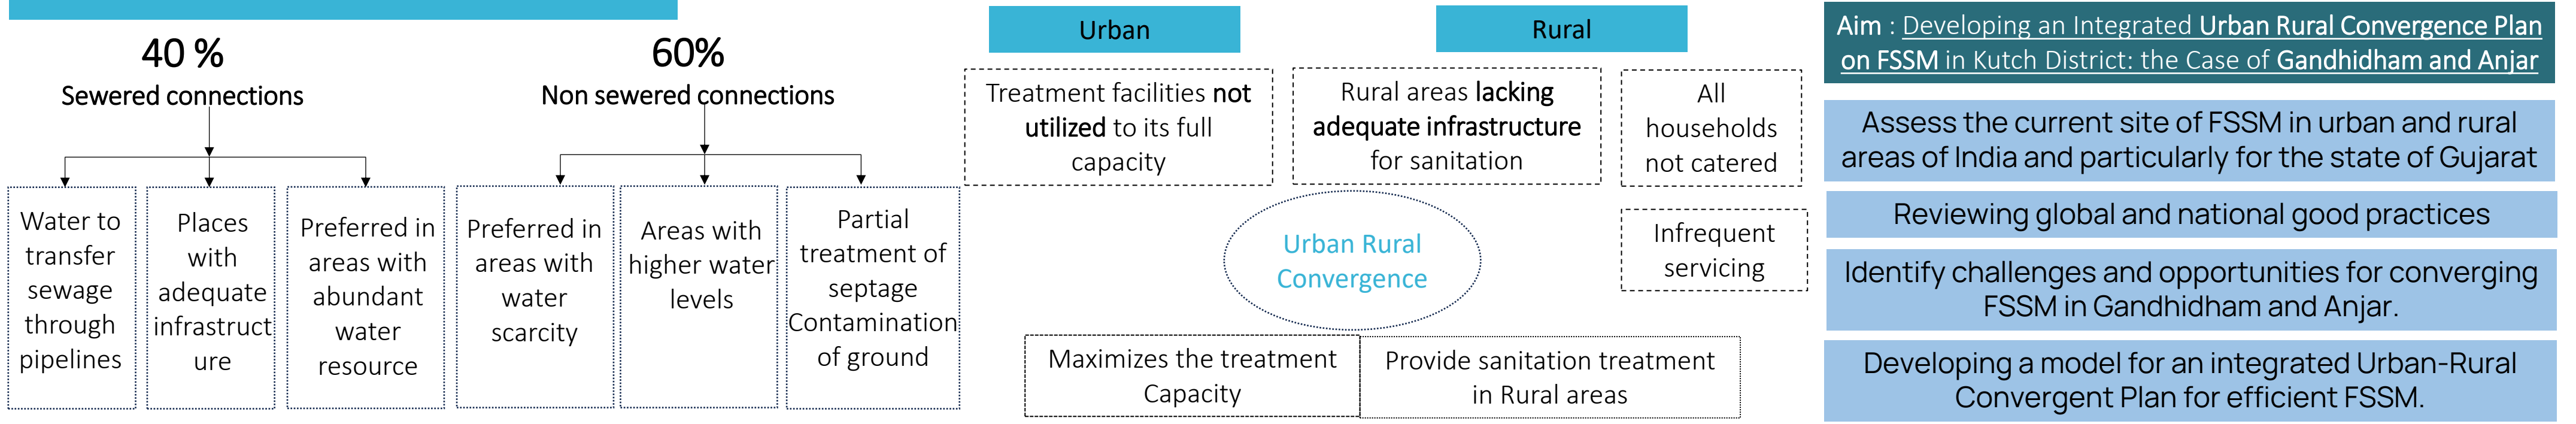 40 %
Sewered connections
Water to
transfer
sewage
through
pipelines
Places
with
adequate
infrastruct
ure
Preferred in
areas with
abundant
water
resource
60%
Non sewered connections
Preferred in
areas with
water
scarcity
Areas with
higher water
levels
Partial
treatment of
septage
Contamination
of ground
Urban
Rural
Treatment facilities not
utilized to its full
capacity
Rural areas lacking
adequate infrastructure
for sanitation
All
households
not catered
Urban Rural
Convergence
Infrequent
servicing
Maximizes the treatment
Capacity
Provide sanitation treatment
in Rural areas
Aim : Developing an Integrated Urban Rural Convergence Plan
on FSSM in Kutch District: the Case of Gandhidham and Anjar
Assess the current site of FSSM in urban and rural
areas of India and particularly for the state of Gujarat
Reviewing global and national good practices
Identify challenges and opportunities for converging
FSSM in Gandhidham and Anjar.
Developing a model for an integrated Urban-Rural
Convergent Plan for efficient FSSM.